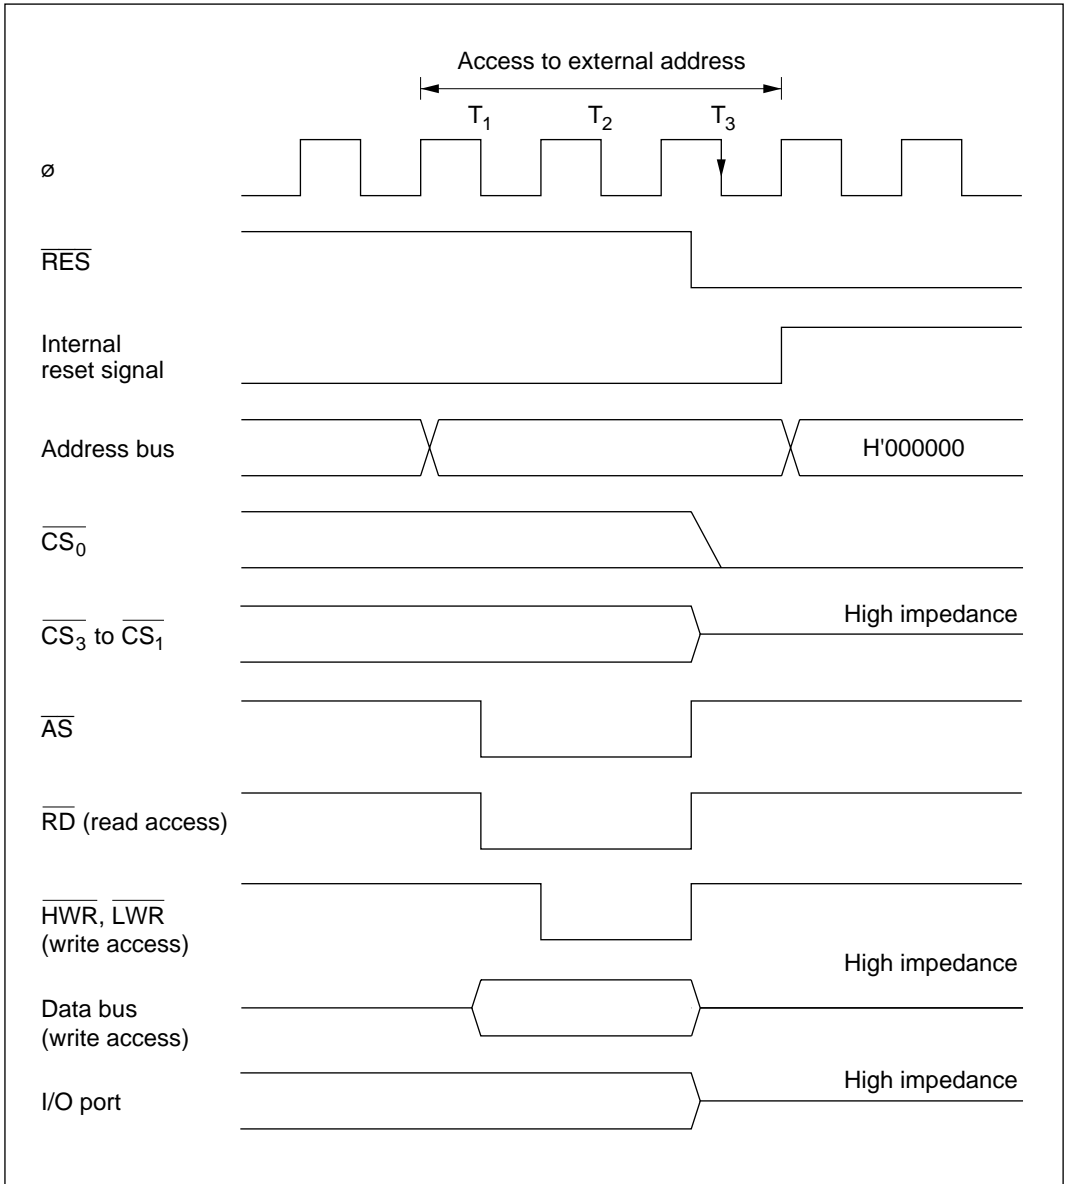 Access to external address
T1 T2 T3
ø
RES
Internal
reset signal
Address bus
H'000000
CS0
CS3 to CS1
High impedance
AS
RD (read access)
HWR, LWR
(write access)
High impedance
Data bus
(write access)
High impedance
I/O port